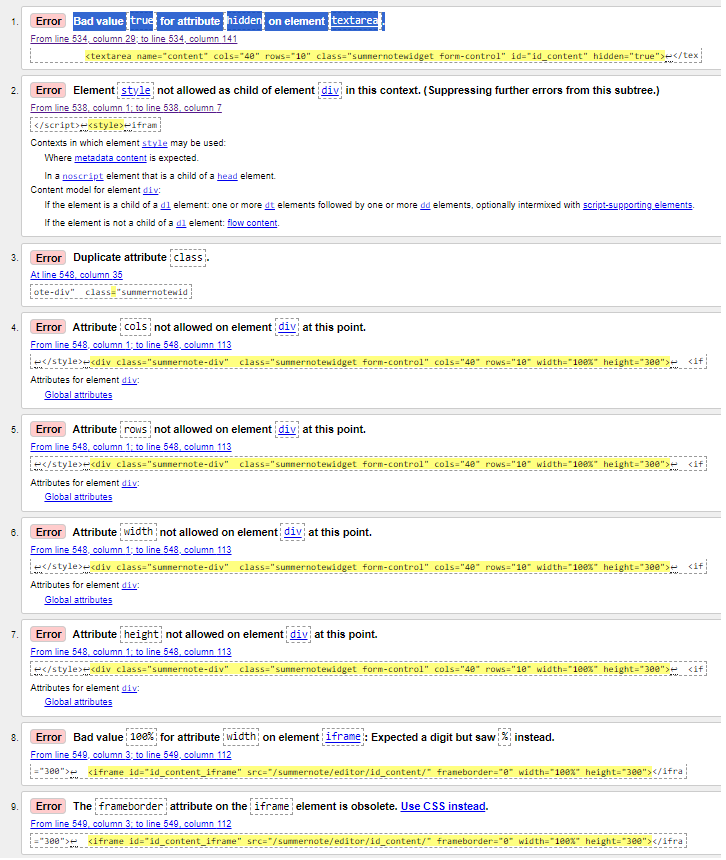 1. Error Bad value true for attribute hidden on element textarea.
From line 534, column 29; to line 534, column 141
<textarea name="content" cols="40" rows="10" class="summernotewidget form-control" id="id_content" hidden="true">↩</tex
2. Error Element style not allowed as child of element div in this context. (Suppressing further errors from this subtree.)
From line 538, column 1; to line 538, column 7
</script>↩<style>↩ifram
Contexts in which element style may be used:
Where metadata content is expected.
In a noscript element that is a child of a head element.
Content model for element div:
If the element is a child of a dl element: one or more dt elements followed by one or more dd elements, optionally intermixed with script-supporting elements.
If the element is not a child of a dl element: flow content.
3. Error Duplicate attribute class.
At line 548, column 35
ote-div"  class="summernotewid
4. Error Attribute cols not allowed on element div at this point.
From line 548, column 1; to line 548, column 113
↩</style>↩<div class="summernote-div"  class="summernotewidget form-control" cols="40" rows="10" width="100%" height="300">↩  <if
Attributes for element div:
Global attributes
5. Error Attribute rows not allowed on element div at this point.
From line 548, column 1; to line 548, column 113
↩</style>↩<div class="summernote-div"  class="summernotewidget form-control" cols="40" rows="10" width="100%" height="300">↩  <if
Attributes for element div:
Global attributes
6. Error Attribute width not allowed on element div at this point.
From line 548, column 1; to line 548, column 113
↩</style>↩<div class="summernote-div"  class="summernotewidget form-control" cols="40" rows="10" width="100%" height="300">↩  <if
Attributes for element div:
Global attributes
7. Error Attribute height not allowed on element div at this point.
From line 548, column 1; to line 548, column 113
↩</style>↩<div class="summernote-div"  class="summernotewidget form-control" cols="40" rows="10" width="100%" height="300">↩  <if
Attributes for element div:
Global attributes
8. Error Bad value 100% for attribute width on element iframe: Expected a digit but saw % instead.
From line 549, column 3; to line 549, column 112
="300">↩  <iframe id="id_content_iframe" src="/summernote/editor/id_content/" frameborder="0" width="100%" height="300"></ifra
9. Error The frameborder attribute on the iframe element is obsolete. Use CSS instead.
From line 549, column 3; to line 549, column 112
="300">↩  <iframe id="id_content_iframe" src="/summernote/editor/id_content/" frameborder="0" width="100%" height="300"></ifra